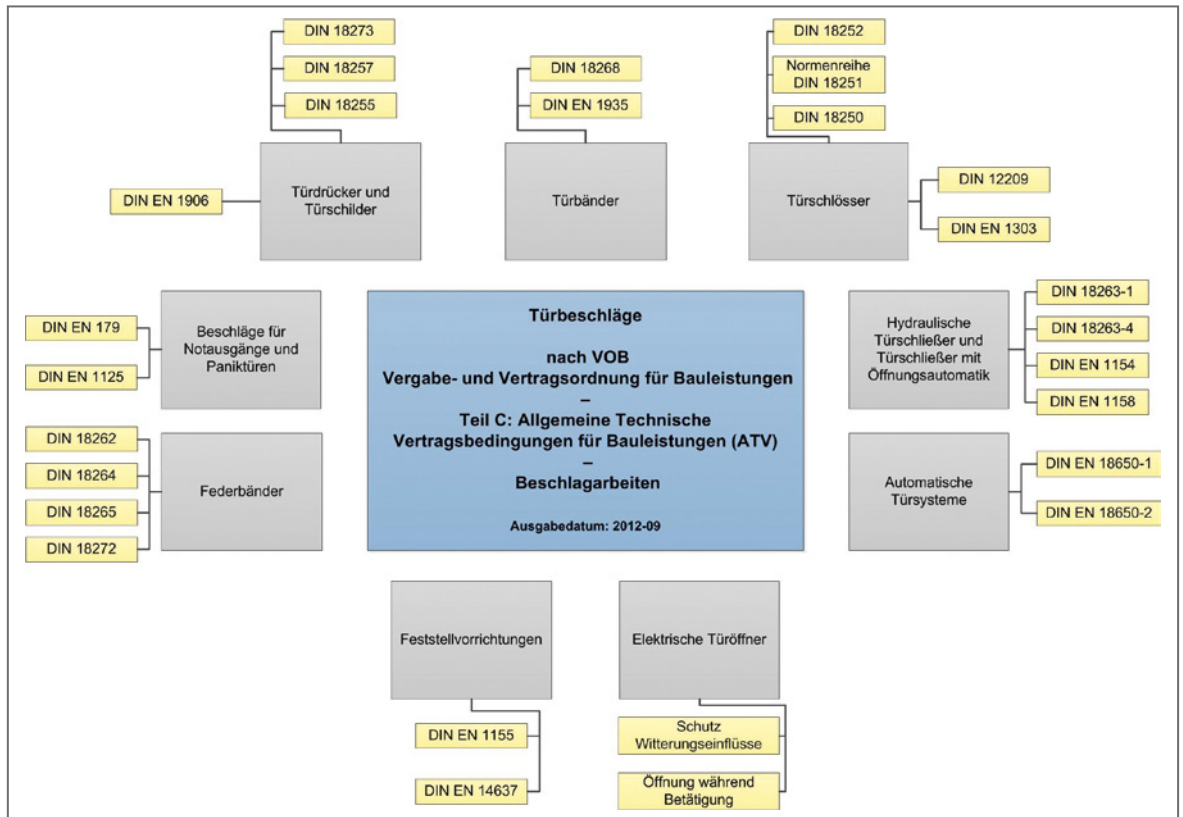 DIN 18273
DIN 18257
DIN 18255
DIN EN 1906
Türdrücker und
Türschilder
DIN 18268
DIN EN 1935
Türbänder
DIN 18252
Normenreihe
DIN 18251
DIN 18250
Türschlösser
DIN 12209
DIN EN 1303
DIN EN 179
DIN EN 1125
Beschläge für
Notausgänge und
Paniktüren
DIN 18262
DIN 18264
DIN 18265
DIN 18272
Federbänder
Türbeschläge
nach VOB
Vergabe- und Vertragsordnung für Bauleistungen
–
Teil C: Allgemeine Technische
Vertragsbedingungen für Bauleistungen (ATV)
–
Beschlagarbeiten
Ausgabedatum: 2012-09
Hydraulische
Türschließer und
Türschließer mit
Öffnungsautomatik
DIN 18263-1
DIN 18263-4
DIN EN 1154
DIN EN 1158
Automatische
Türsysteme
DIN EN 18650-1
DIN EN 18650-2
Feststellvorrichtungen
DIN EN 1155
DIN EN 14637
Elektrische Türöffner
Schutz
Witterungseinflüsse
Öffnung während
Betätigung